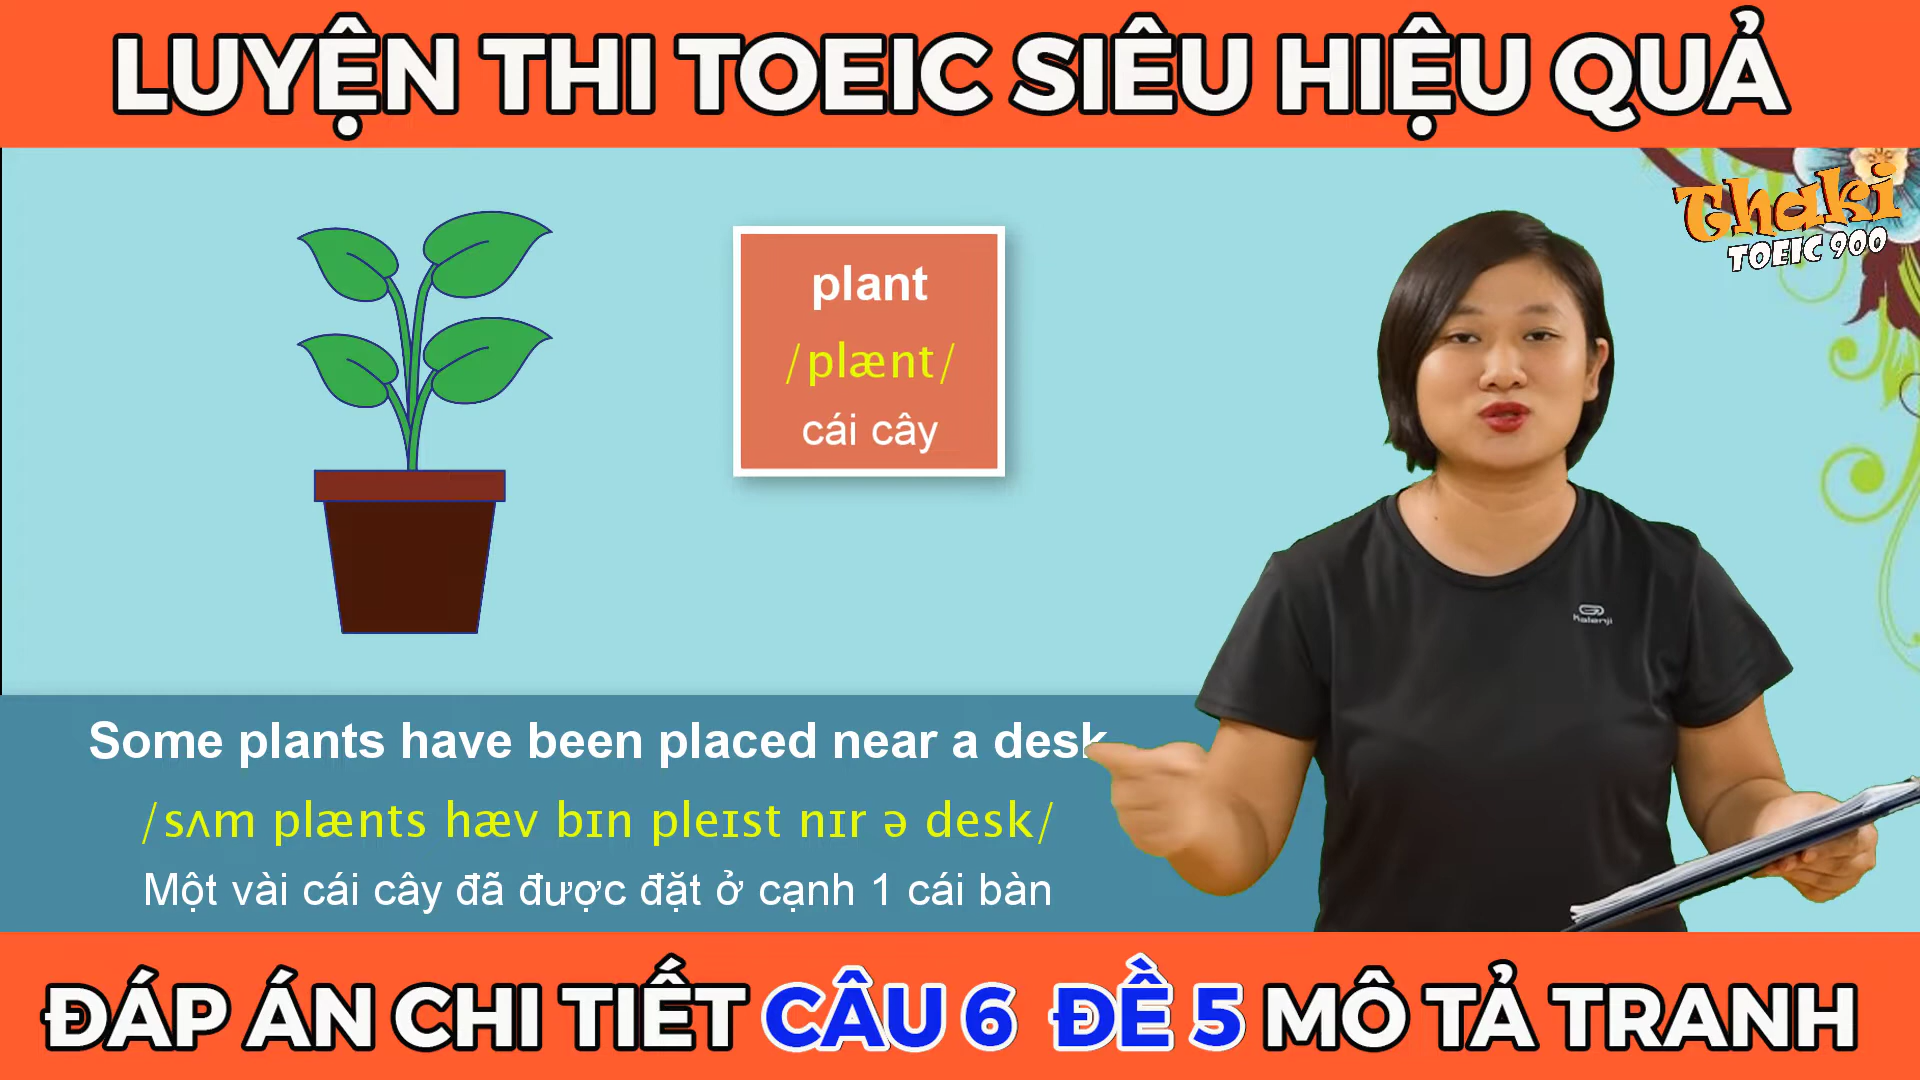 LUYỆN THI TOEIC SIÊU HIỆU QUẢ
Thaki
TOEIC 900
plant
/plænt/
cái cây
Kalenji
Some plants have been placed near a desk
/sʌm plænts hæv bɪn pleɪst nɪr ə desk/
Một vài cái cây đã được đặt ở cạnh 1 cái bàn
ĐÁP ÁN CHI TIẾT CÂU 6 ĐỀ 5 MÔ TẢ TRANH